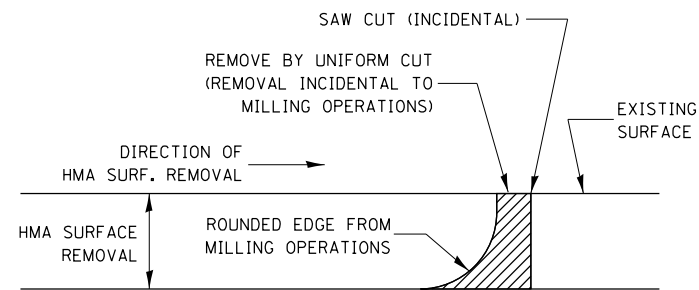 SAW CUT (INCIDENTAL)
REMOVE BY UNIFORM CUT
(REMOVAL INCIDENTAL TO
MILLING OPERATIONS)
EXISTING
SURFACE
DIRECTION OF
HMA SURF. REMOVAL
HMA SURFACE
REMOVAL
ROUNDED EDGE FROM
MILLING OPERATIONS